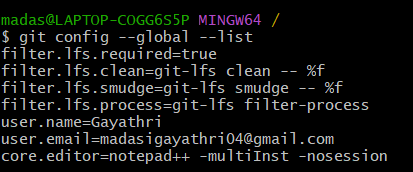 madas@LAPTOP-COGG6S5P MINGW64 /
$ git config --global --list
filter.lfs.required=true
filter.lfs.clean=git-lfs clean -- %f
filter.lfs.smudge=git-lfs smudge -- %f
filter.lfs.process=git-lfs filter-process
user.name=Gayathri
user.email=madasigayathri04@gmail.com
core.editor=notepad++ -multiInst -nosession